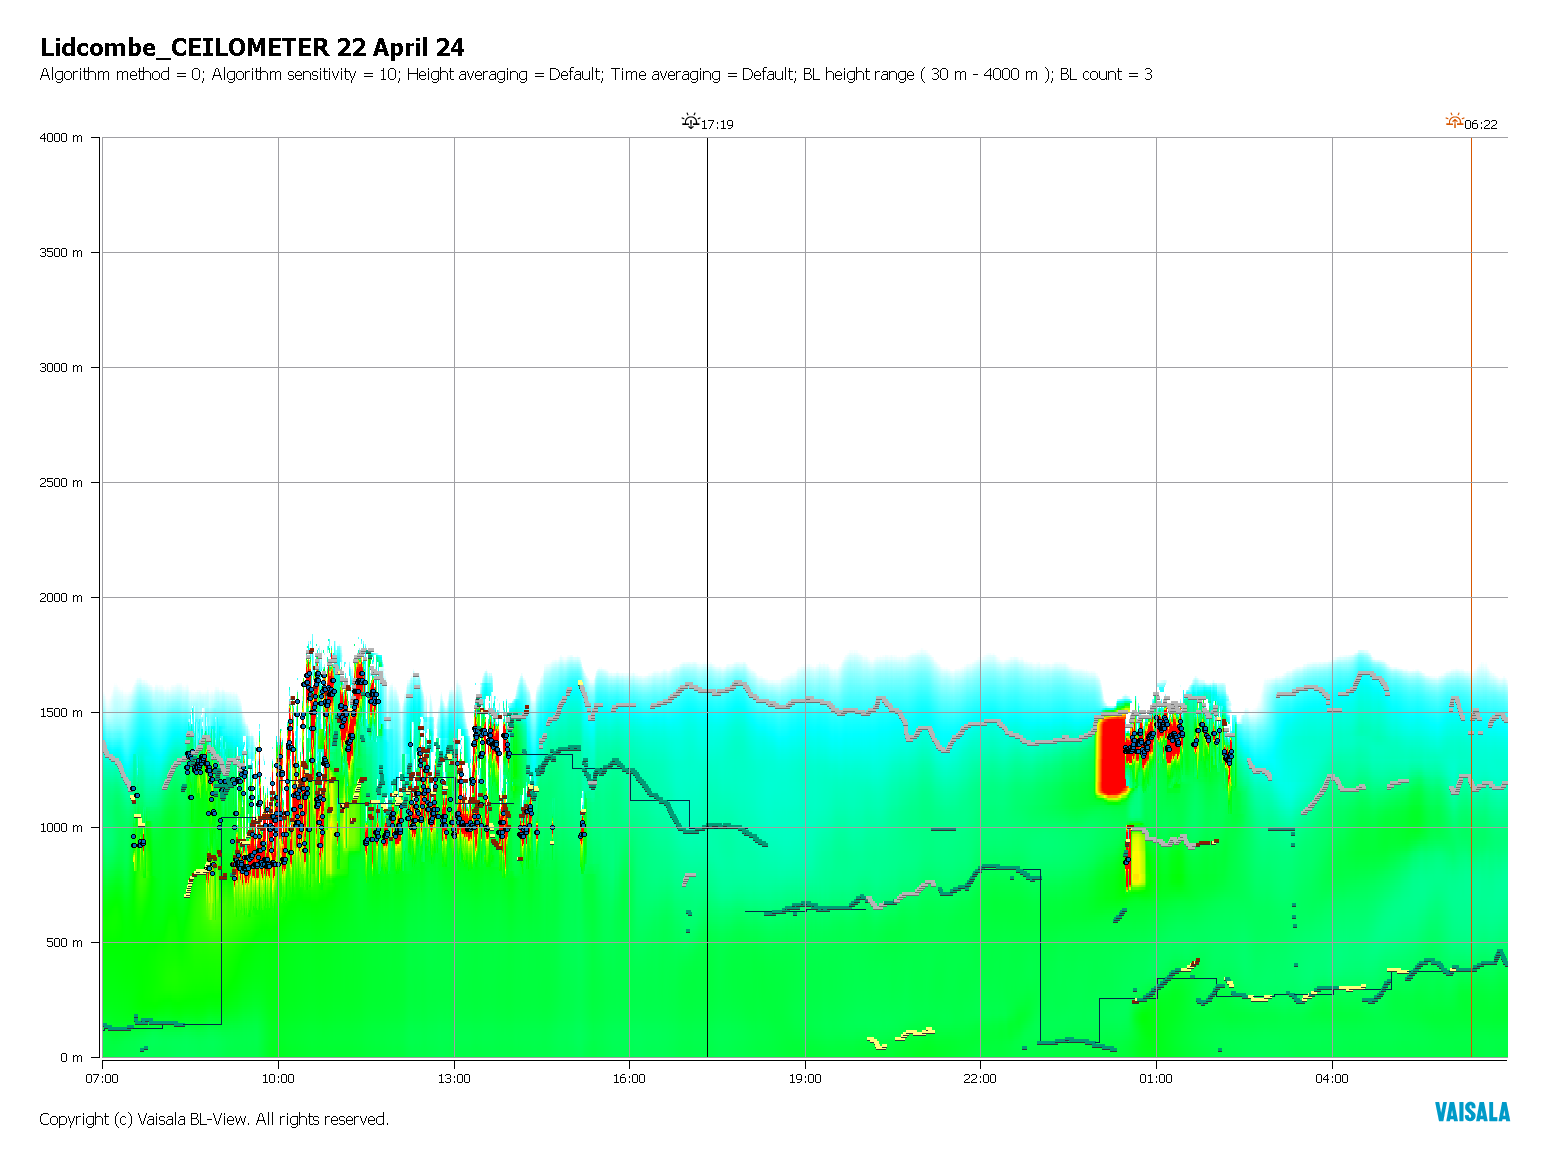 Lidcombe_CEILOMETER 22 April 24
Algorithm method = 0; Algorithm sensitivity = 10; Height averaging = Default; Time averaging = Default; BL height range ( 30 m - 4000 m ); BL count = 3
17:19
06:22
4000 m
3500 m
3000 m
2500 m
2000 m
1500 m
1000 m
500 m
0 m
07:00 10:00 13:00 16:00 19:00 22:00 01:00 04:00
Copyright (c) Vaisala BL-View. All rights reserved.
VAISALA